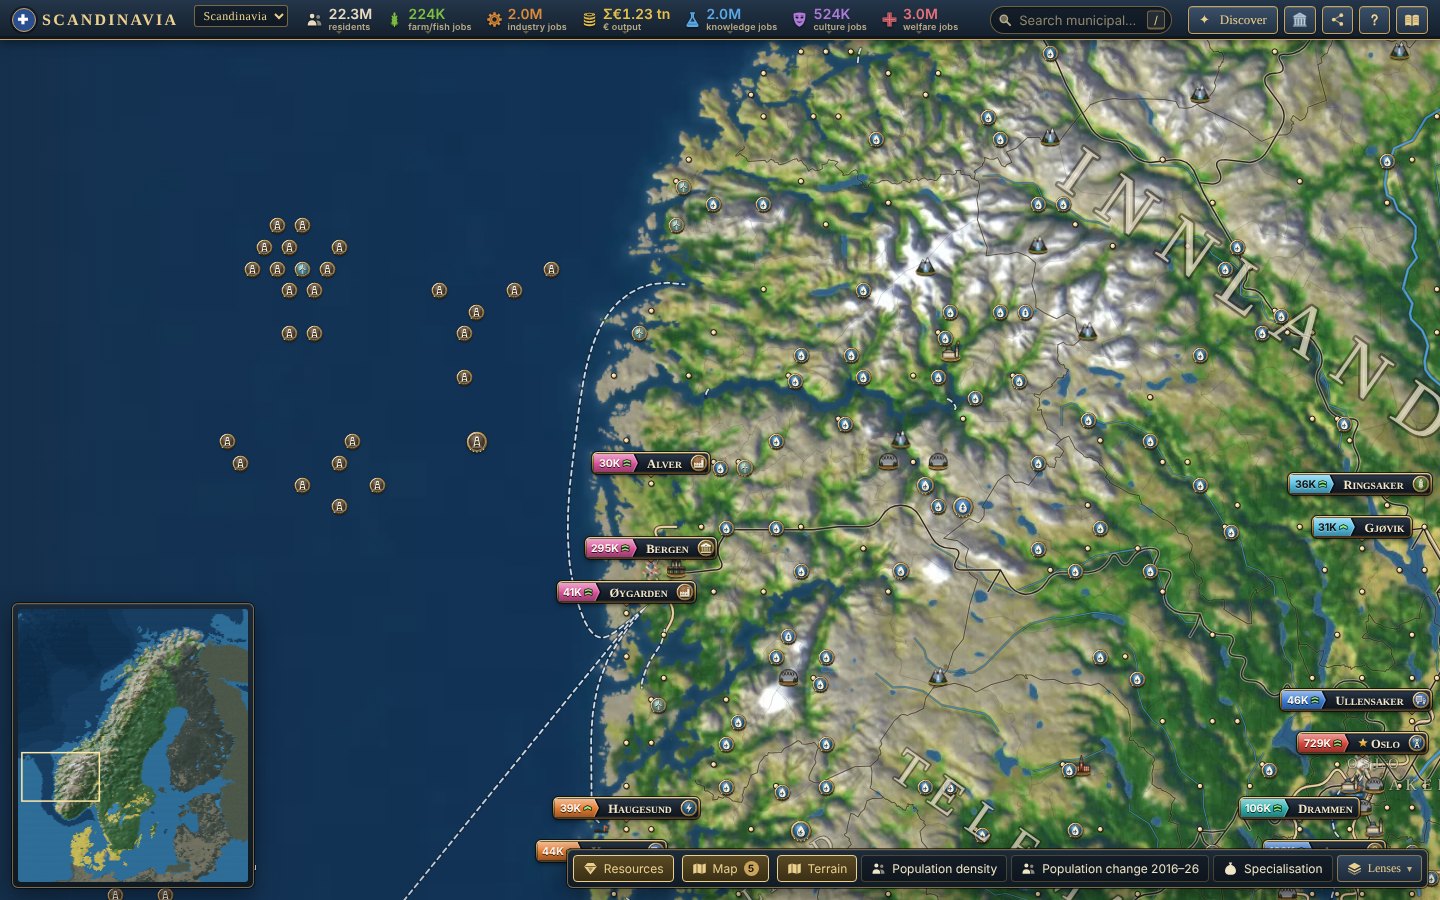 SCANDINAVIA
Scandinavia
22.3M
residents
224K
farm/fish jobs
2.0M
industry jobs
Σ€1.23 tn
€ output
2.0M
knowledge jobs
524K
culture jobs
3.0M
welfare jobs
Search municipal...
/
Discover
?
INNLAND
30K ALVER
36K RINGSAKER
31K GJØVIK
295K BERGEN
41K ØYGARDEN
46K ULLENSAKER
729K OSLO
39K HAUGESUND
106K DRAMMEN
44K
TELE
Resources
Map 5
Terrain
Population density
Population change 2016–26
Specialisation
Lenses